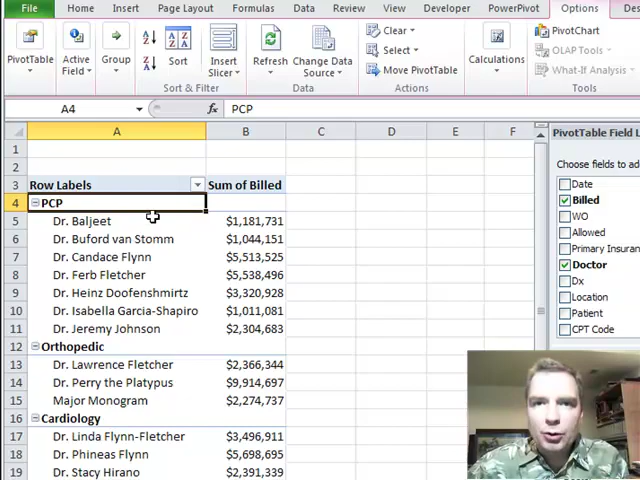 File Home Insert Page Layout Formulas Data Review View Developer PowerPivot Options Des
PivotTable
Active
Field
Group
Sort
Insert
Slicer
Refresh
Change Data
Source
Clear
Select
Move PivotTable
Calculations
PivotChart
OLAP Tools
What-If Analysis
Sort & Filter
Data
Actions
Tools
A4
fx
PCP
A B C D E F
PivotTable Field L
Choose fields to ad
1
2
3 Row Labels Sum of Billed
4 PCP
5 Dr. Baljeet $1,181,731
6 Dr. Buford van Stomm $1,044,151
7 Dr. Candace Flynn $5,513,525
8 Dr. Ferb Fletcher $5,538,496
9 Dr. Heinz Doofenshmirtz $3,320,928
10 Dr. Isabella Garcia-Shapiro $1,011,081
11 Dr. Jeremy Johnson $2,304,683
12 Orthopedic
13 Dr. Lawrence Fletcher $2,366,344
14 Dr. Perry the Platypus $9,914,697
15 Major Monogram $2,274,737
16 Cardiology
17 Dr. Linda Flynn-Fletcher $3,496,911
18 Dr. Phineas Flynn $5,698,695
19 Dr. Stacy Hirano $2,391,339
Date
Billed
WO
Allowed
Primary Insuran
Doctor
Dx
Location
Patient
CPT Code